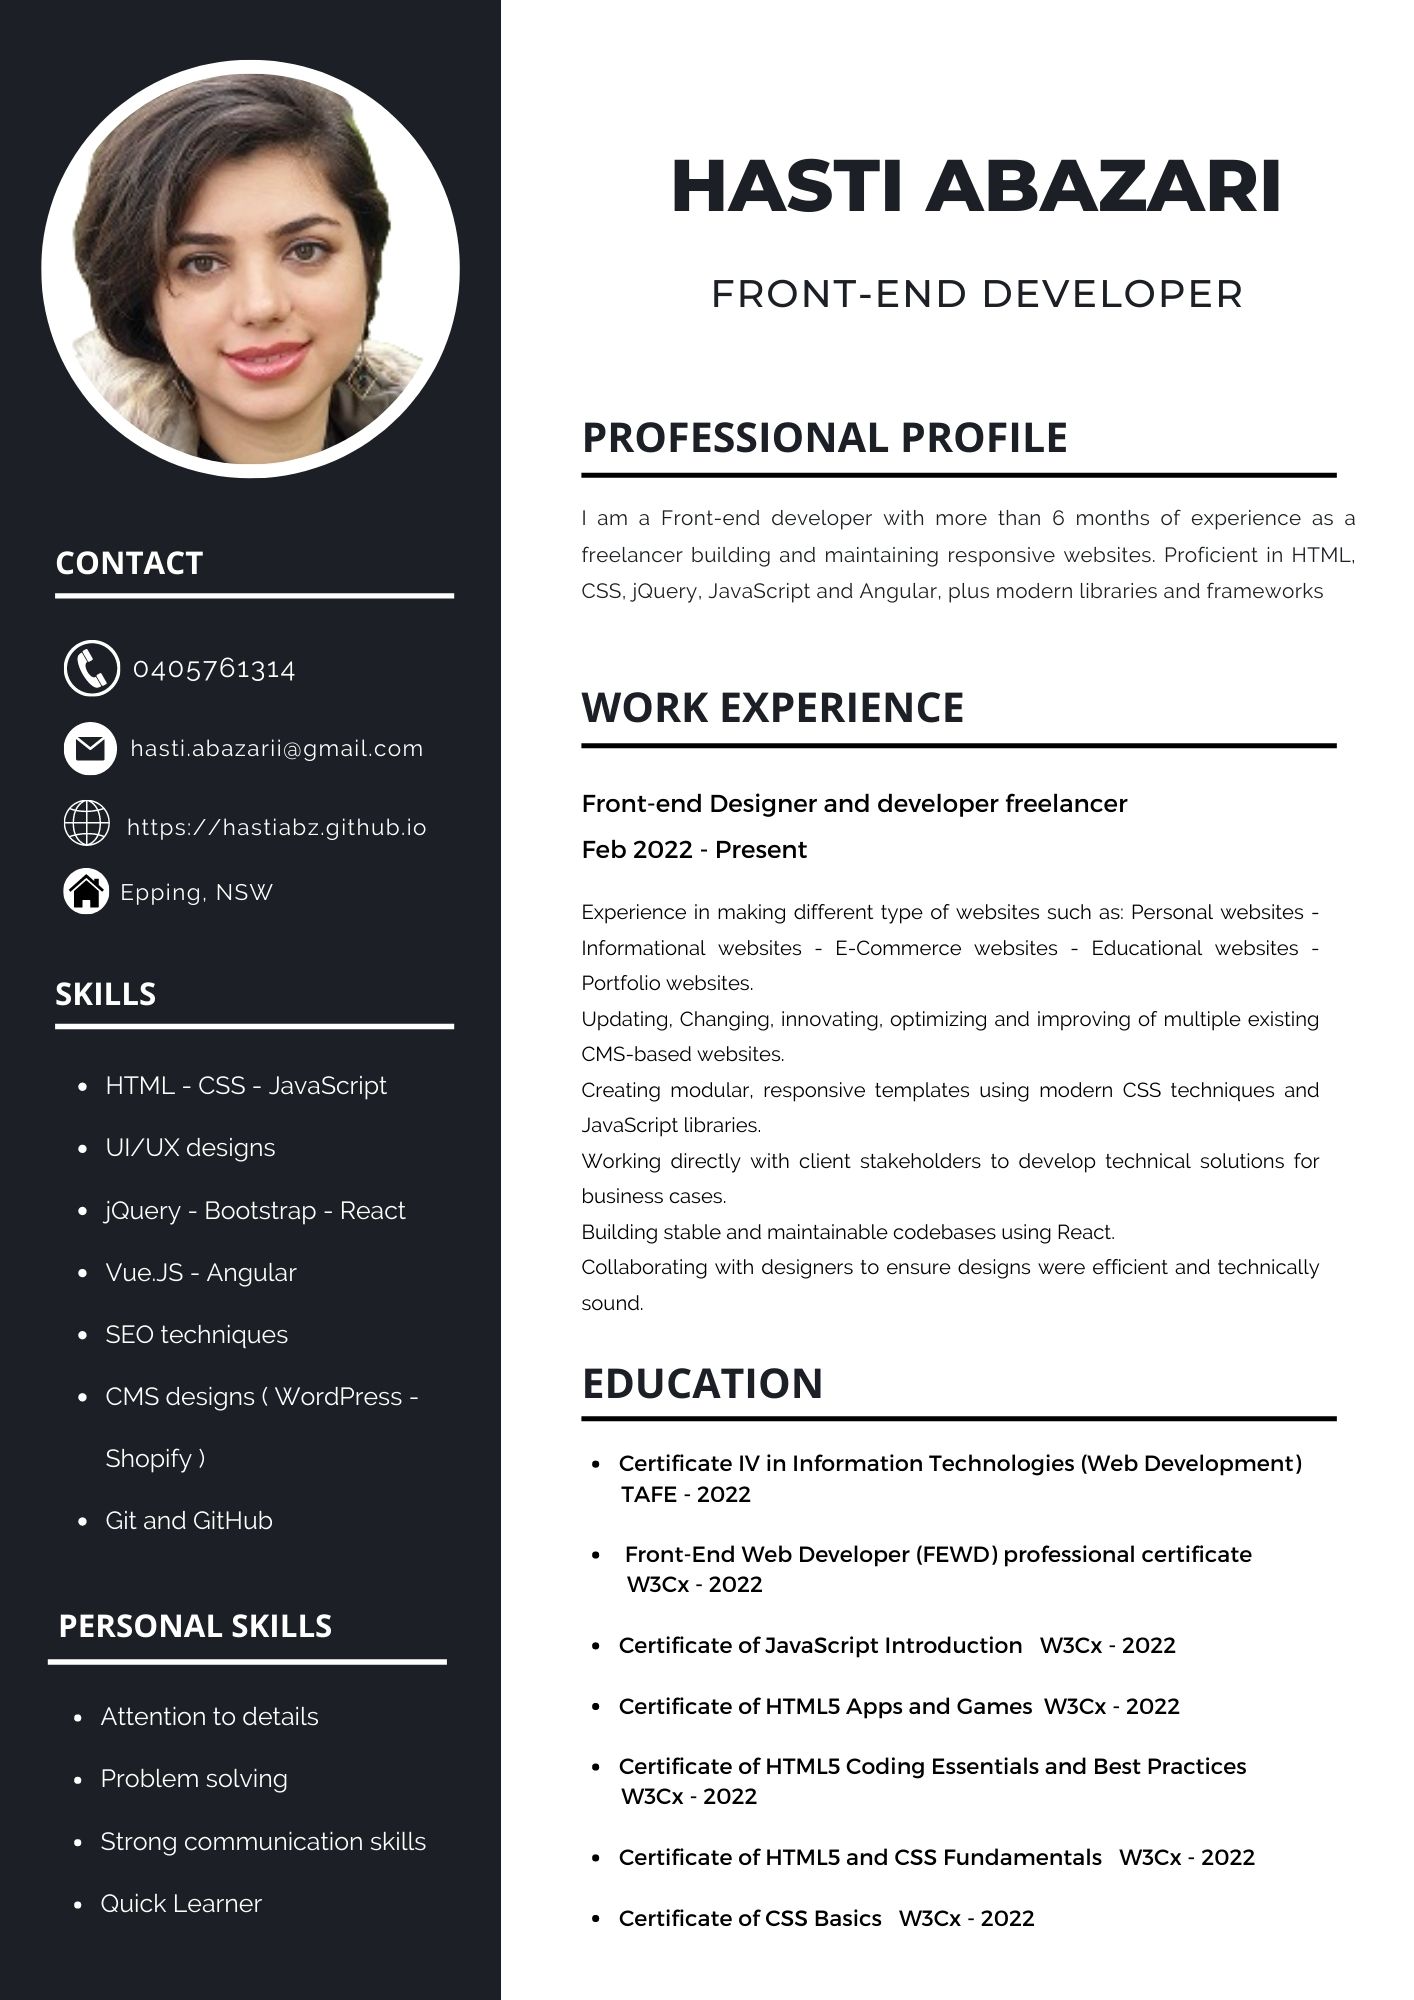 HASTI ABAZARI
FRONT-END DEVELOPER
CONTACT
0405761314
hasti.abazarii@gmail.com
https://hastiabz.github.io
Epping, NSW
SKILLS
• HTML - CSS - JavaScript
• UI/UX designs
• jQuery - Bootstrap - React
• Vue.JS - Angular
• SEO techniques
• CMS designs ( WordPress -
Shopify )
• Git and GitHub
PERSONAL SKILLS
• Attention to details
• Problem solving
• Strong communication skills
• Quick Learner
PROFESSIONAL PROFILE
I am a Front-end developer with more than 6 months of experience as a
freelancer building and maintaining responsive websites. Proficient in HTML,
CSS, jQuery, JavaScript and Angular, plus modern libraries and frameworks
WORK EXPERIENCE
Front-end Designer and developer freelancer
Feb 2022 - Present
Experience in making different type of websites such as: Personal websites -
Informational websites - E-Commerce websites - Educational websites -
Portfolio websites.
Updating, Changing, innovating, optimizing and improving of multiple existing
CMS-based websites.
Creating modular, responsive templates using modern CSS techniques and
JavaScript libraries.
Working directly with client stakeholders to develop technical solutions for
business cases.
Building stable and maintainable codebases using React.
Collaborating with designers to ensure designs were efficient and technically
sound.
EDUCATION
• Certificate IV in Information Technologies (Web Development)
TAFE - 2022
• Front-End Web Developer (FEWD) professional certificate
W3Cx - 2022
• Certificate of JavaScript Introduction W3Cx - 2022
• Certificate of HTML5 Apps and Games W3Cx - 2022
• Certificate of HTML5 Coding Essentials and Best Practices
W3Cx - 2022
• Certificate of HTML5 and CSS Fundamentals W3Cx - 2022
• Certificate of CSS Basics W3Cx - 2022